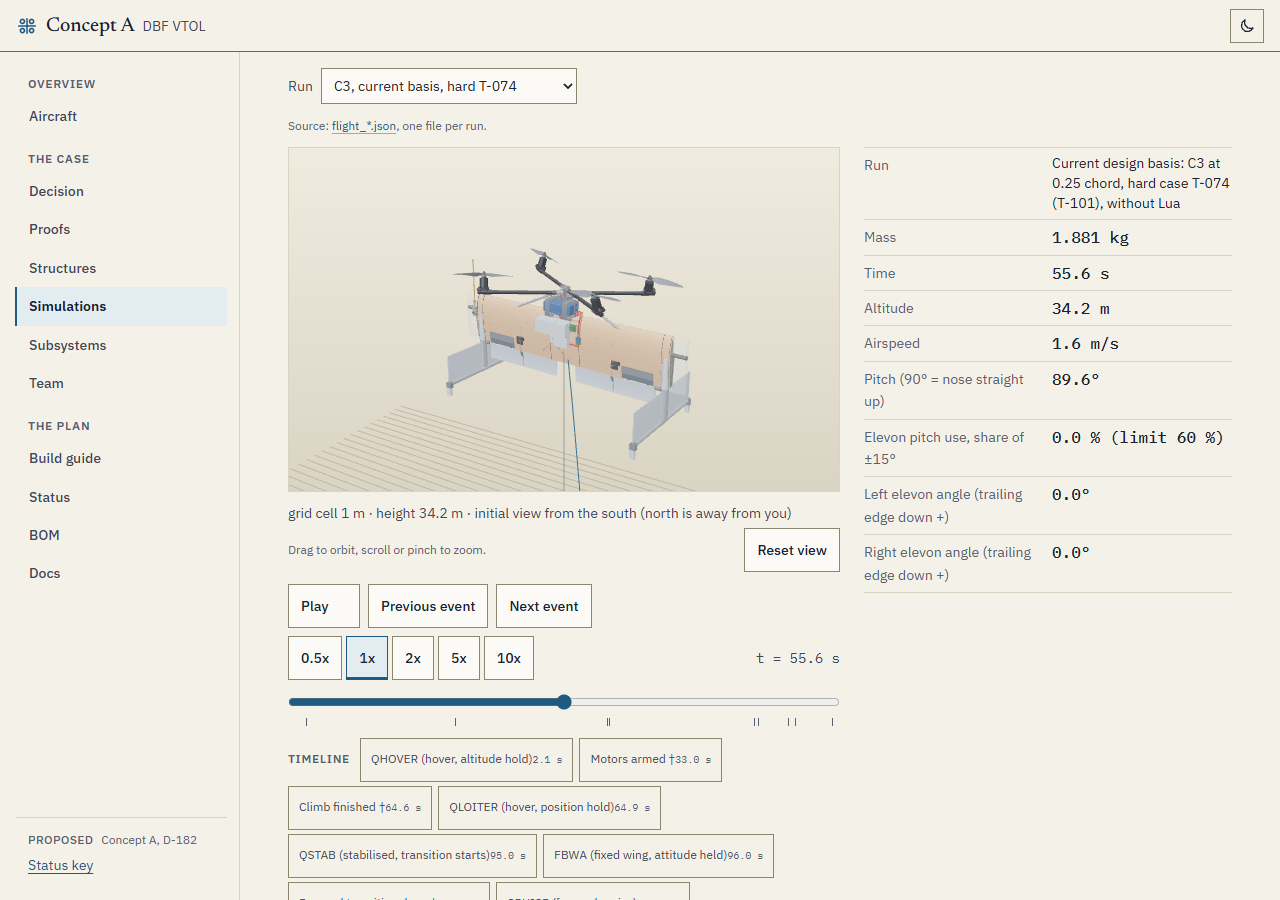 Concept A DBF VTOL
OVERVIEW
Aircraft
THE CASE
Decision
Proofs
Structures
Simulations
Subsystems
Team
THE PLAN
Build guide
Status
BOM
Docs
PROPOSED Concept A, D-182
Status key
Run C3, current basis, hard T-074
Source: flight_*.json, one file per run.
grid cell 1 m · height 34.2 m · initial view from the south (north is away from you)
Drag to orbit, scroll or pinch to zoom.
Reset view
Play Previous event Next event
0.5x 1x 2x 5x 10x t = 55.6 s
TIMELINE QHOVER (hover, altitude hold)2.1 s Motors armed †33.0 s
Climb finished †64.6 s QLOITER (hover, position hold)64.9 s
QSTAB (stabilised, transition starts)95.0 s FBWA (fixed wing, attitude held)96.0 s
Run Current design basis: C3 at
0.25 chord, hard case T-074
(T-101), without Lua
Mass 1.881 kg
Time 55.6 s
Altitude 34.2 m
Airspeed 1.6 m/s
Pitch (90° = nose straight
up) 89.6°
Elevon pitch use, share of
±15° 0.0 % (limit 60 %)
Left elevon angle (trailing
edge down +) 0.0°
Right elevon angle (trailing
edge down +) 0.0°